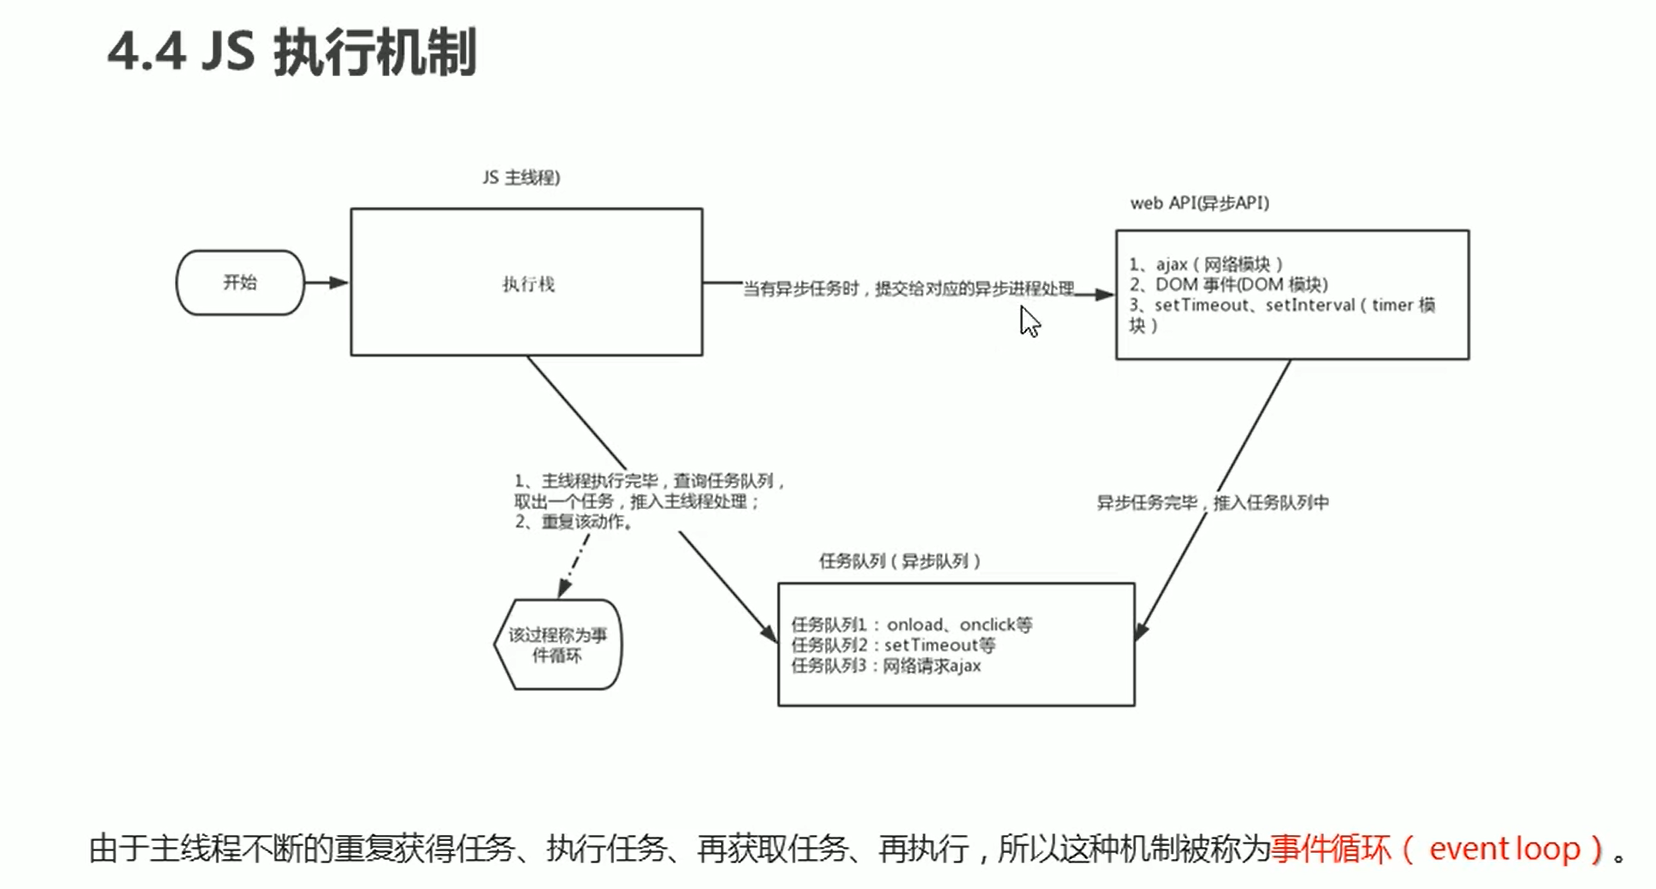 4.4 JS 执行机制
JS 主线程)
web API(异步API)
开始
执行栈
当有异步任务时，提交给对应的异步进程处理
1、ajax（网络模块）
2、DOM 事件(DOM 模块)
3、setTimeout、setInterval（timer 模
块）
1、主线程执行完毕，查询任务队列，
取出一个任务，推入主线程处理；
2、重复该动作。
异步任务完毕，推入任务队列中
任务队列（异步队列）
该过程称为事
件循环
任务队列1：onload、onclick等
任务队列2：setTimeout等
任务队列3：网络请求ajax
由于主线程不断的重复获得任务、执行任务、再获取任务、再执行，所以这种机制被称为事件循环（ event loop）。